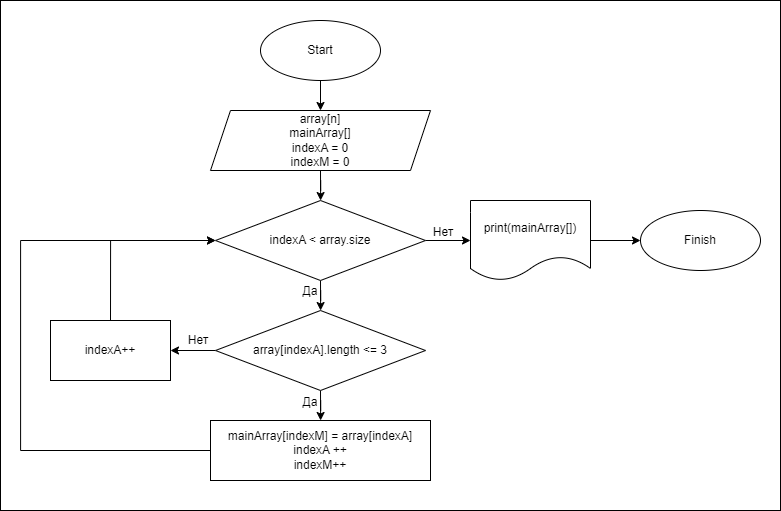 Start
array[n]
mainArray[]
indexA = 0
indexM = 0
indexA < array.size
Нет
print(mainArray[])
Finish
Да
array[indexA].length <= 3
Нет
indexA++
Да
mainArray[indexM] = array[indexA]
indexA ++
indexM++